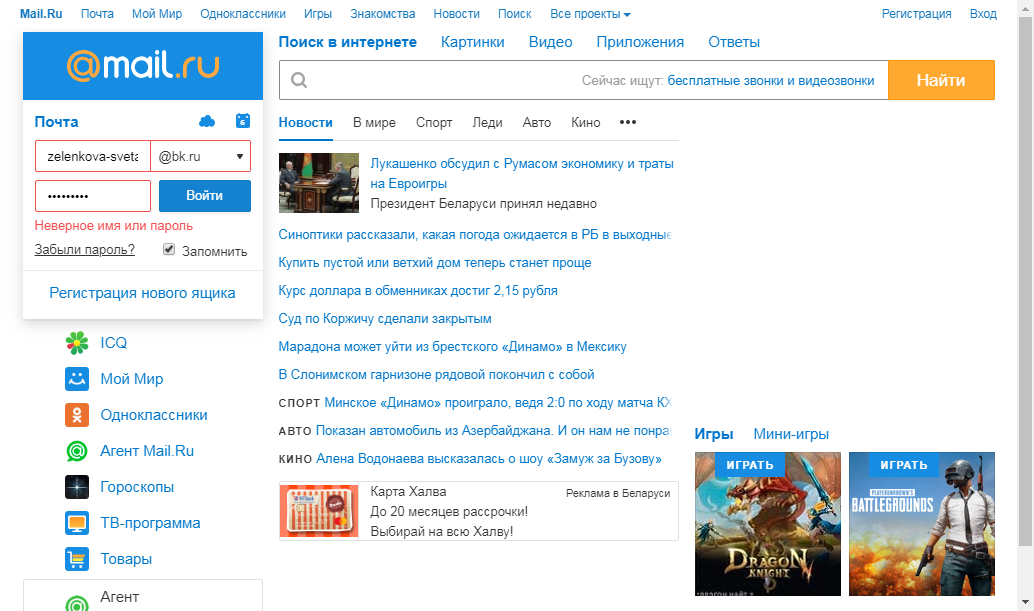 Mail.Ru Почта Мой Мир Одноклассники Игры Знакомства Новости Поиск Все проекты Регистрация Вход
@mail.ru
Почта
6
zelenkova-sveta @bk.ru
•••••••••
Войти
Неверное имя или пароль
Забыли пароль? Запомнить
Регистрация нового ящика
ICQ
Мой Мир
Одноклассники
Агент Mail.Ru
Гороскопы
ТВ-программа
Товары
Агент
Поиск в интернете Картинки Видео Приложения Ответы
Сейчас ищут: бесплатные звонки и видеозвонки Найти
Новости В мире Спорт Леди Авто Кино •••
Лукашенко обсудил с Румасом экономику и траты
на Евроигры
Президент Беларуси принял недавно
Синоптики рассказали, какая погода ожидается в РБ в выходные
Купить пустой или ветхий дом теперь станет проще
Курс доллара в обменниках достиг 2,15 рубля
Суд по Коржичу сделали закрытым
Марадона может уйти из брестского «Динамо» в Мексику
В Слонимском гарнизоне рядовой покончил с собой
СПОРТ Минское «Динамо» проиграло, ведя 2:0 по ходу матча КХ
АВТО Показан автомобиль из Азербайджана. И он нам не понра
КИНО Алена Водонаева высказалась о шоу «Замуж за Бузову»
Карта Халва Реклама в Беларуси
До 20 месяцев рассрочки!
Выбирай на всю Халву!
Игры Мини-игры
ИГРАТЬ
DRAGON
KNIGHT
ИГРАТЬ
PLAYERUNKNOWN'S
BATTLEGROUNDS